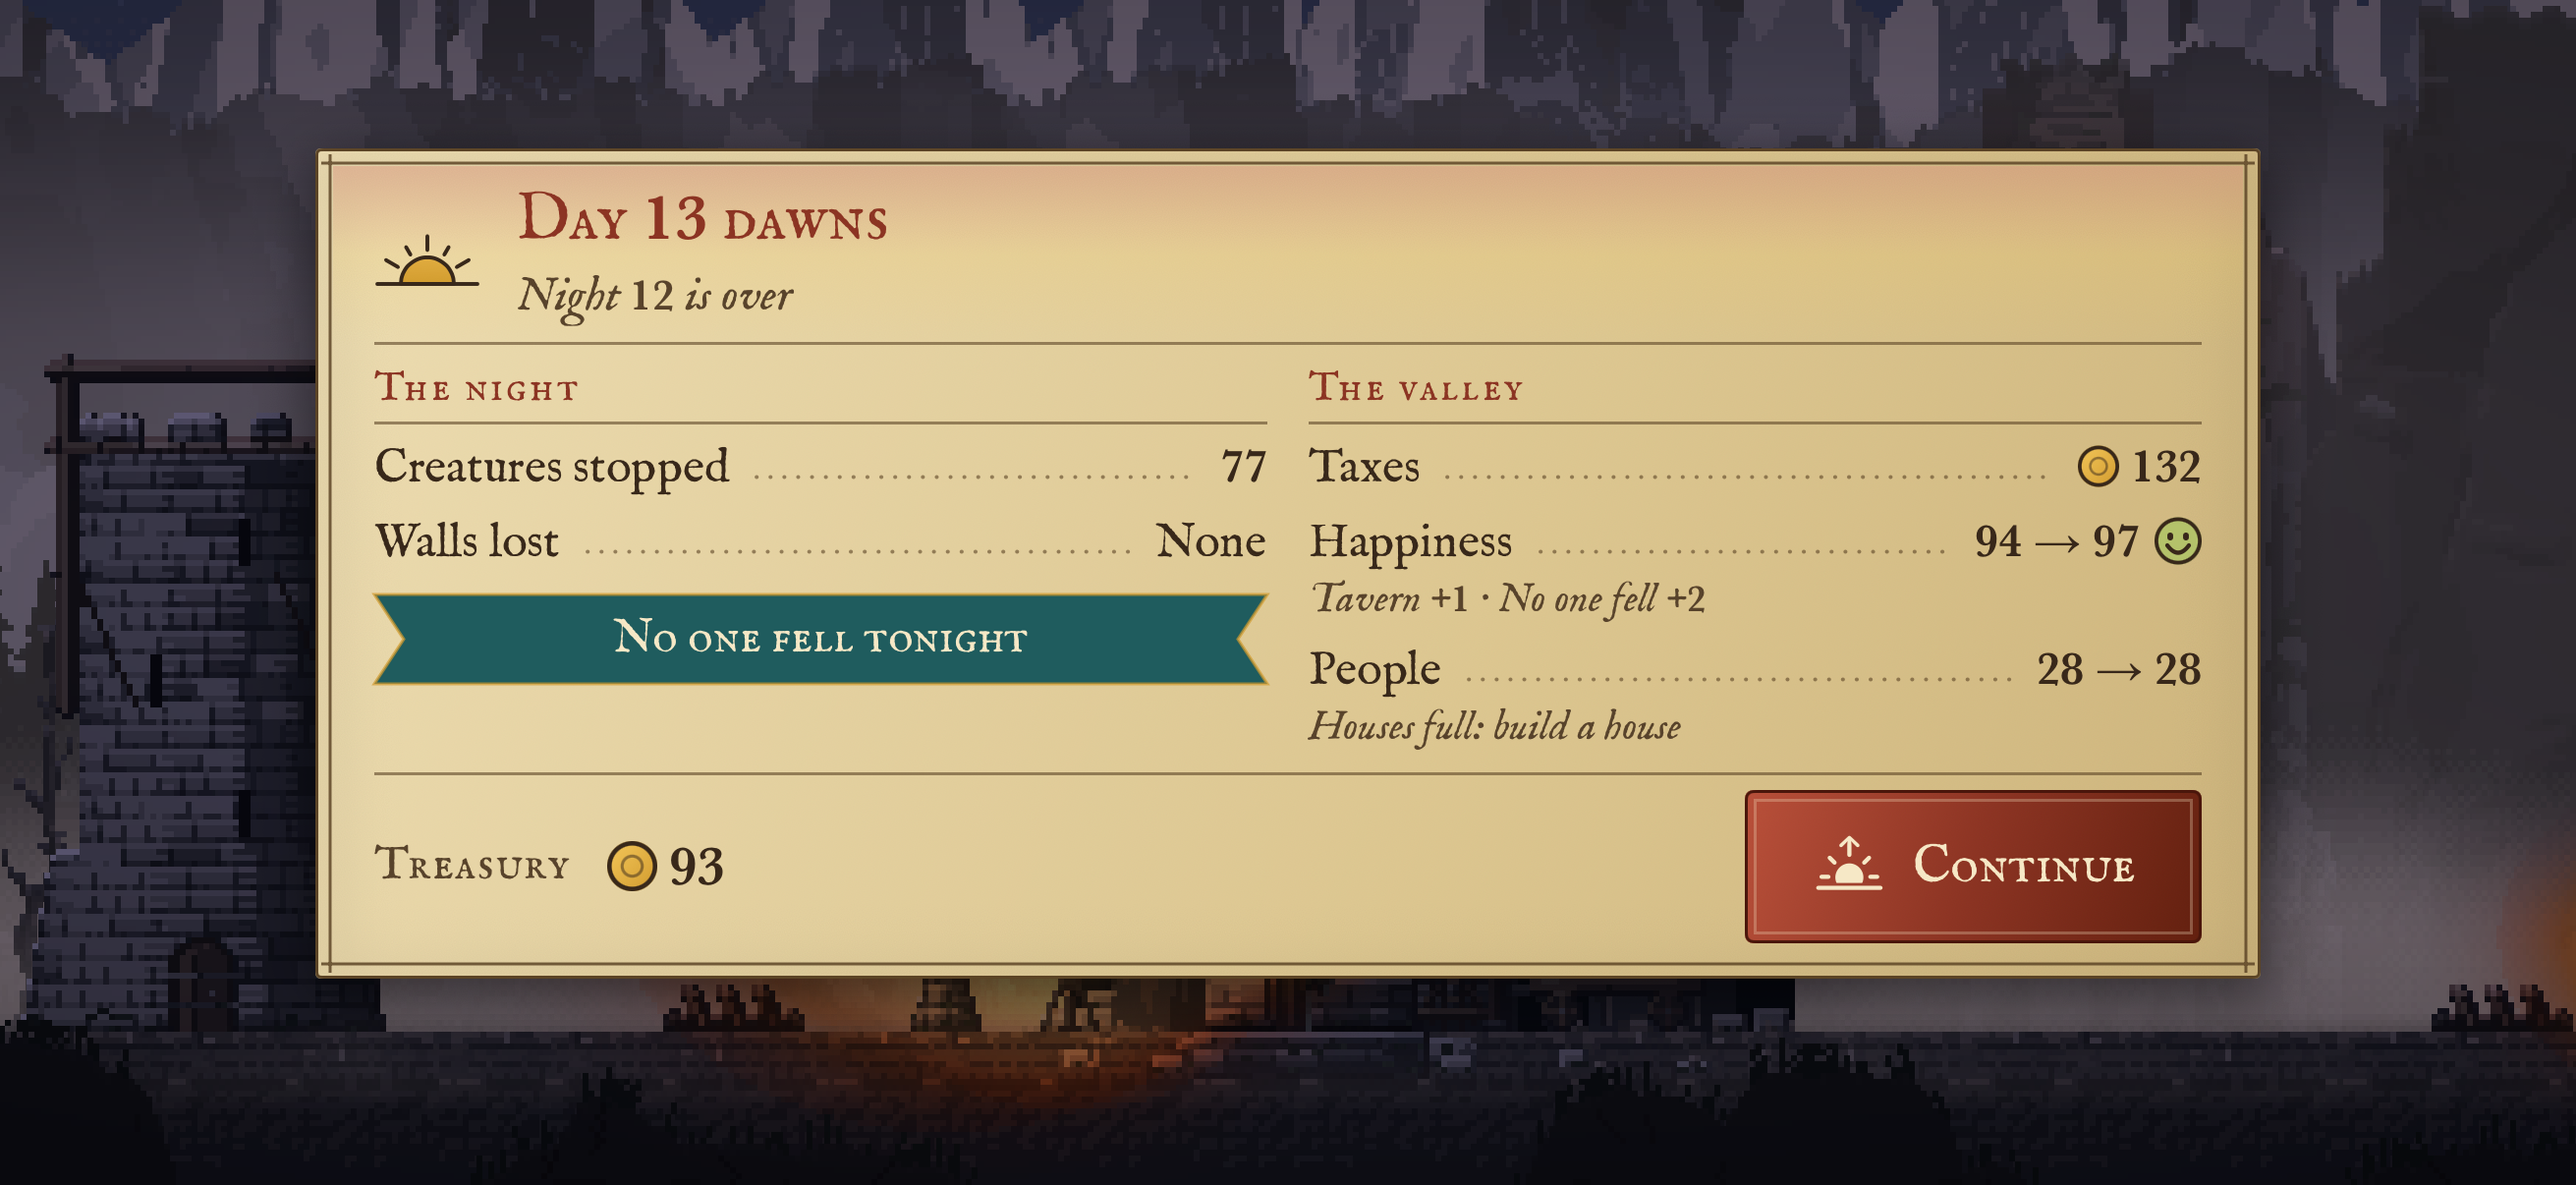 Day 13 dawns
Night 12 is over
The night
Creatures stopped 77
Walls lost None
No one fell tonight
The valley
Taxes 132
Happiness 94 → 97
Tavern +1 · No one fell +2
People 28 → 28
Houses full: build a house
Treasury 93
Continue